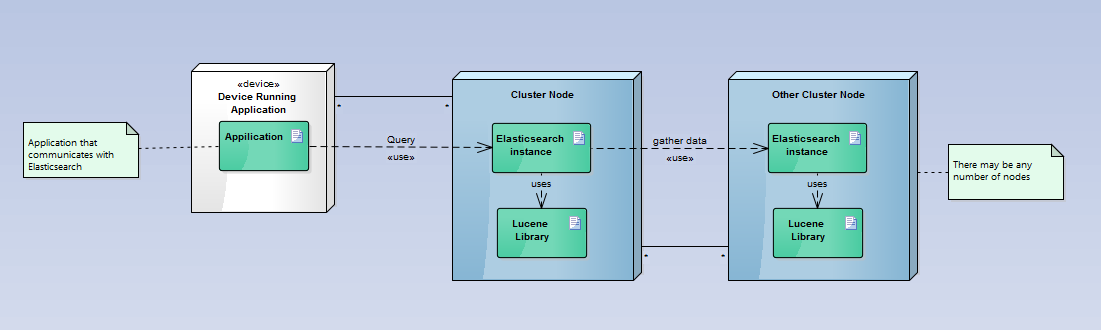 «device»
Device Running
Application
Appilication
Application that
communicates with
Elasticsearch
*
*
Query
«use»
Cluster Node
Elasticsearch
instance
uses
Lucene
Library
gather data
«use»
*
*
Other Cluster Node
Elasticsearch
instance
uses
Lucene
Library
There may be any
number of nodes